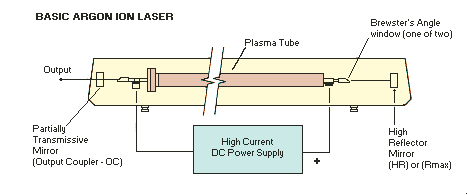 BASIC ARGON ION LASER
Brewster's Angle
window (one of two)
Plasma Tube
Output
Partially
Transmissive
Mirror
(Output Coupler - OC)
High Current
DC Power Supply
+
High
Reflector
Mirror
(HR) or (Rmax)